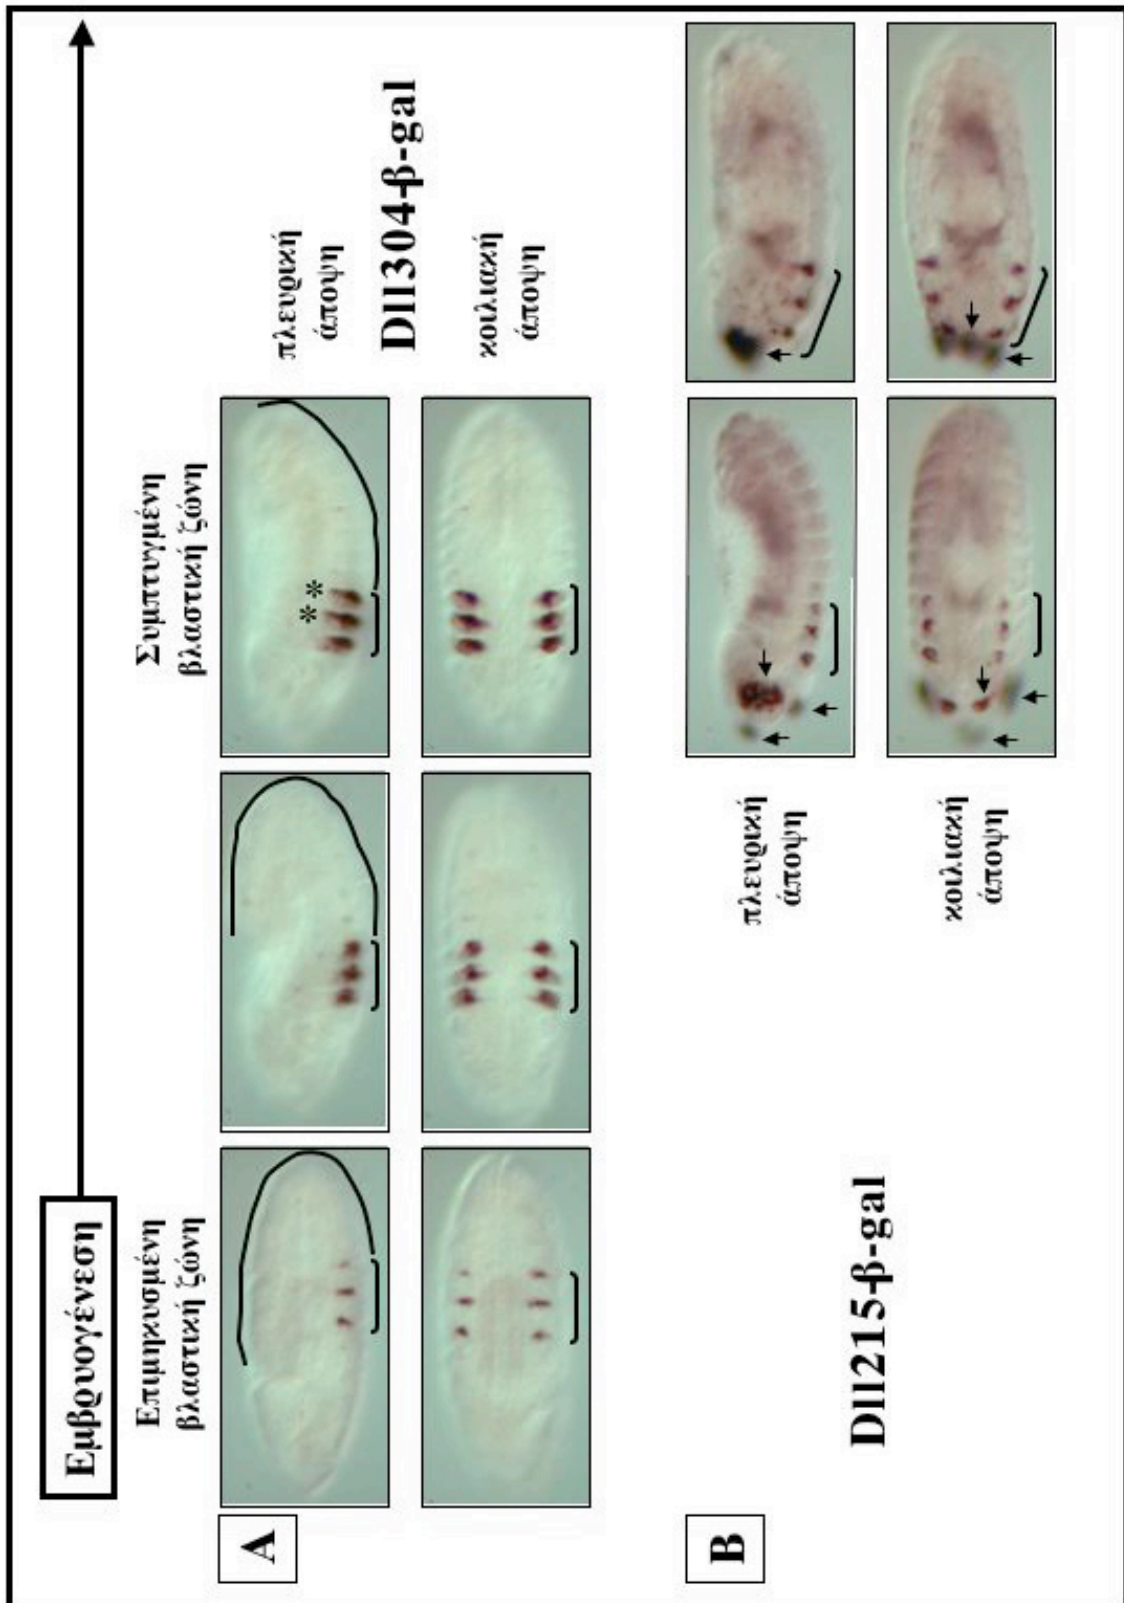 Εμβρυογένεση
Επιμηκυσμένη
βλαστική ζώνη
Συμπτυγμένη
βλαστική ζώνη
A
* *
πλευρική
άποψη
Dll304-β-gal
κοιλιακή
άποψη
B
πλευρική
άποψη
κοιλιακή
άποψη
Dll215-β-gal